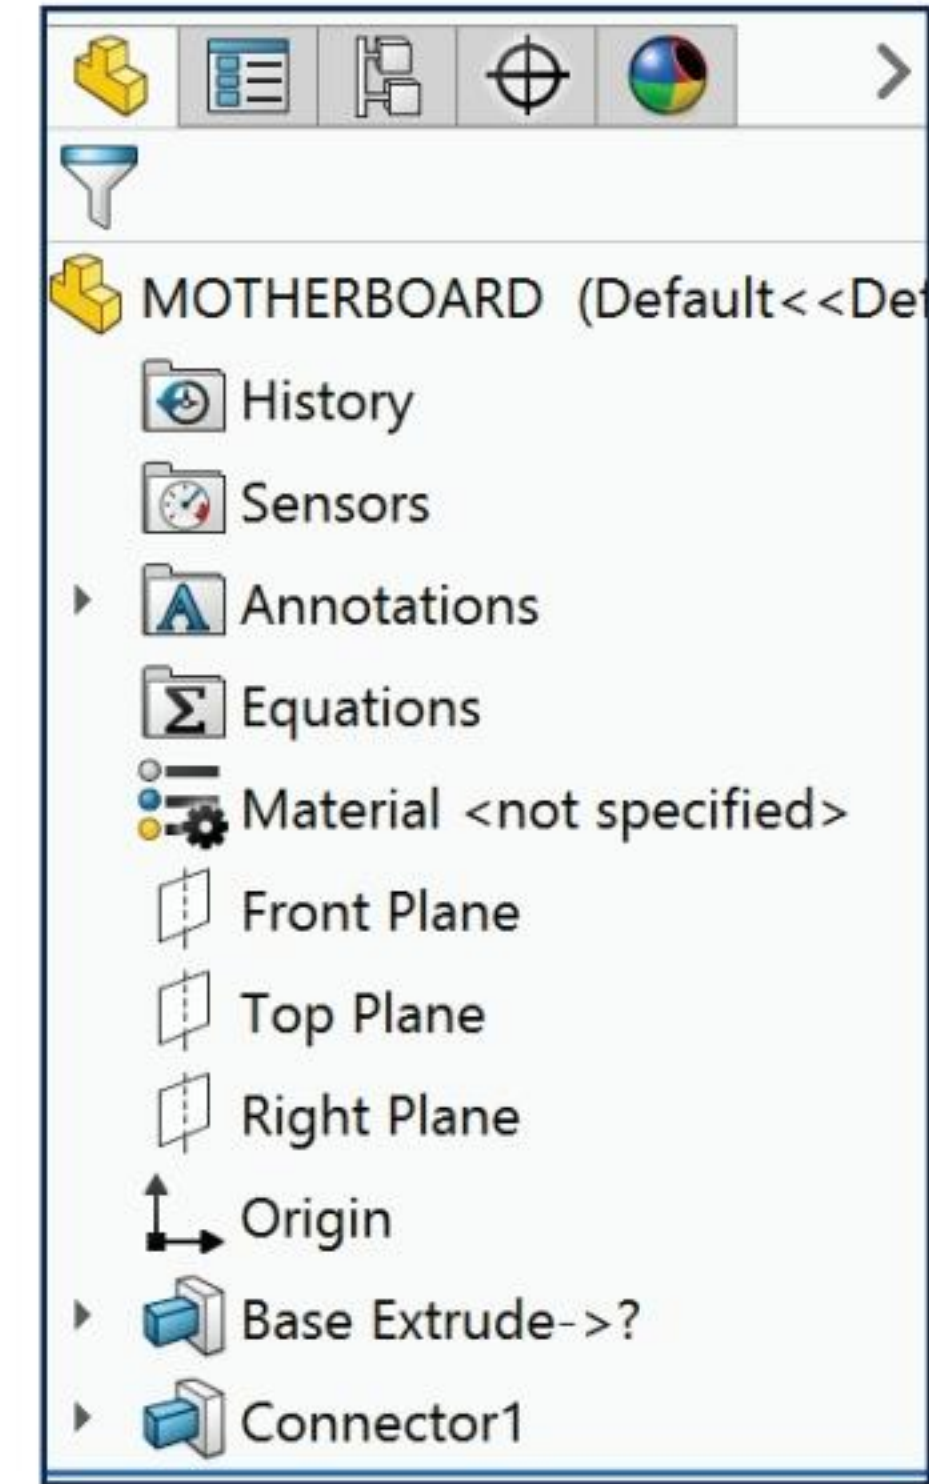 MOTHERBOARD (Default<<Def
History
Sensors
Annotations
Equations
Material <not specified>
Front Plane
Top Plane
Right Plane
Origin
Base Extrude->?
Connector1